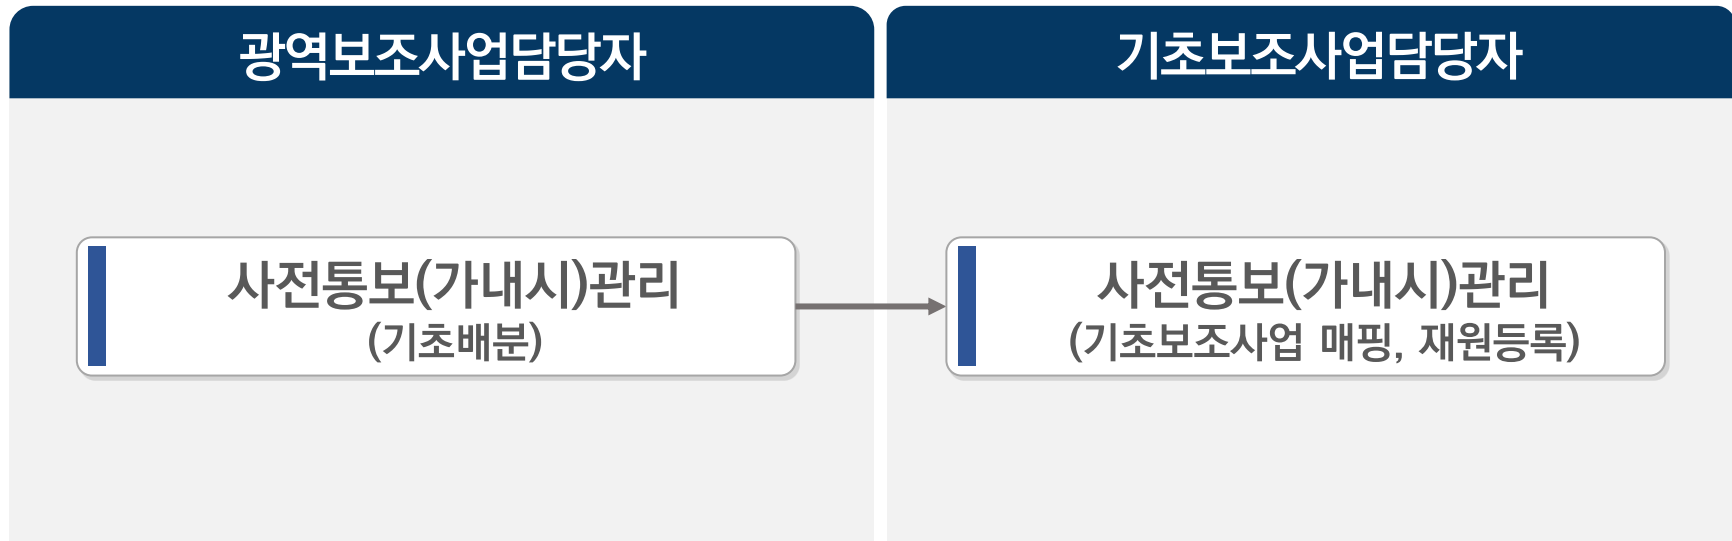 광역보조사업담당자
사전통보(가내시)관리
(기초배분)
기초보조사업담당자
사전통보(가내시)관리
(기초보조사업 매핑, 재원등록)